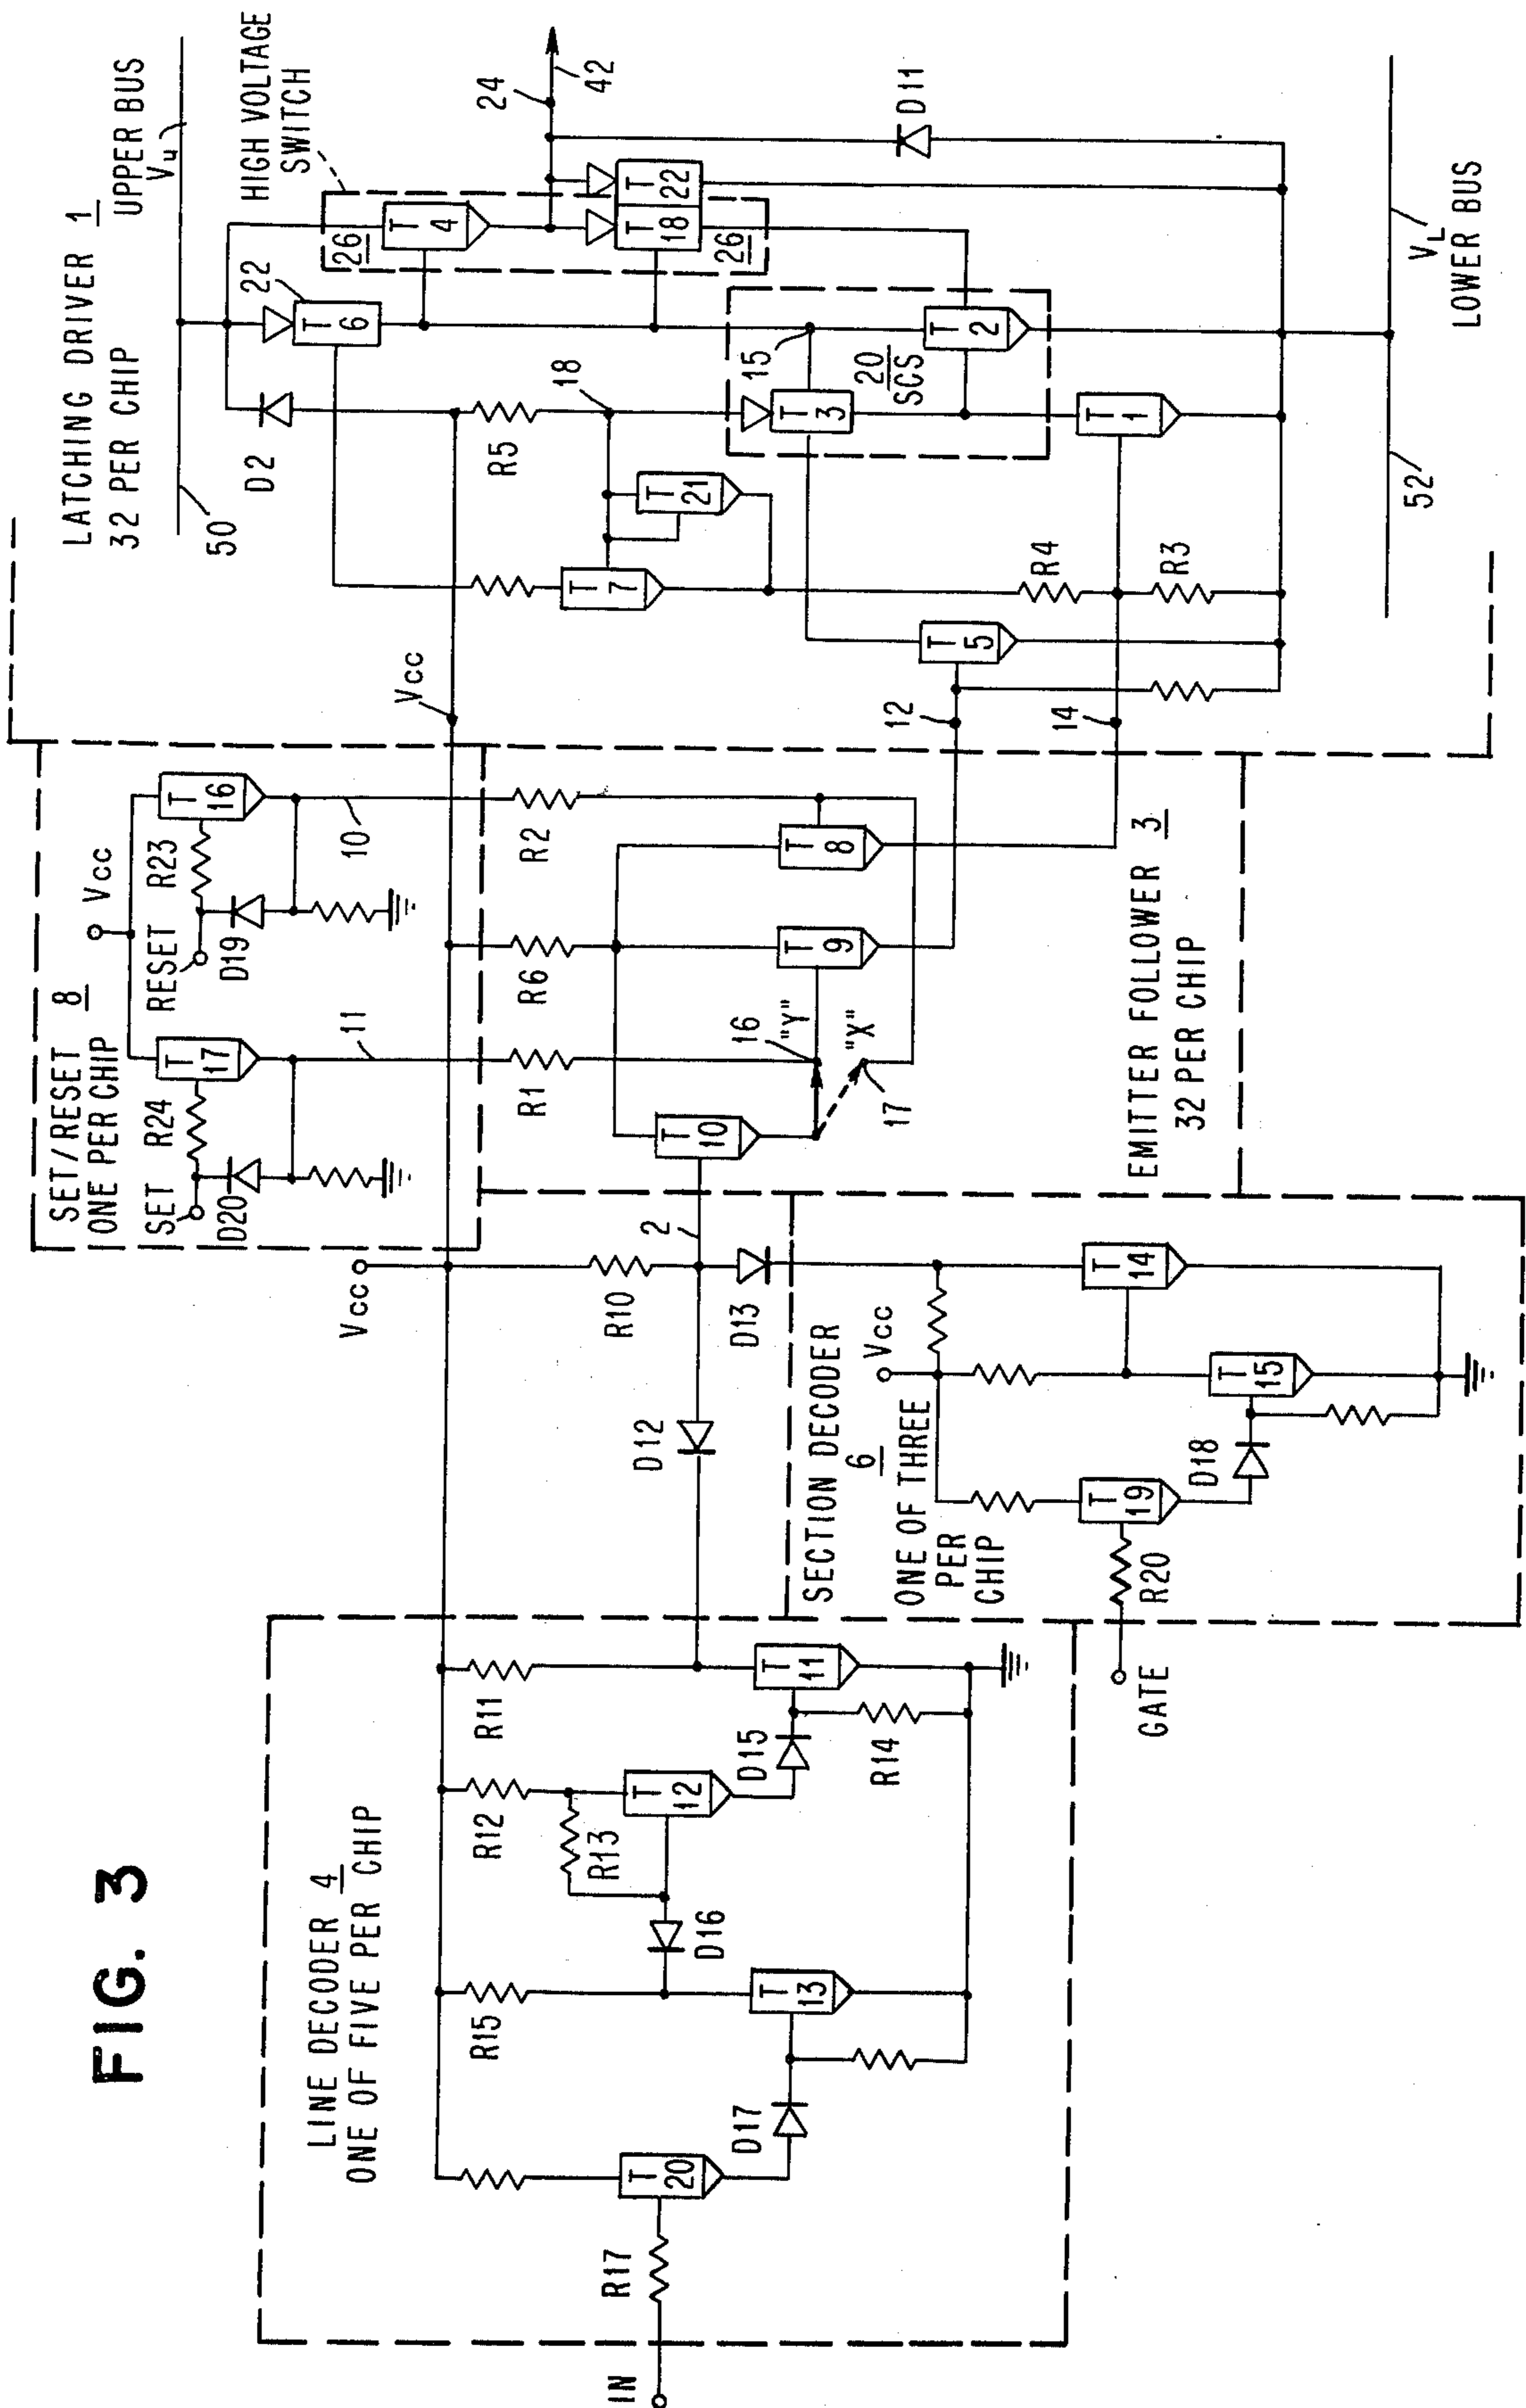 FIG. 3
LINE DECODER 4
ONE OF FIVE PER CHIP
IN
R17
T 20
D17
R15
T 13
D16
R13
R12
T 12
D15
R14
R11
T 11
D12
SECTION DECODER
6
ONE OF THREE
PER
CHIP
GATE
R20
T 19
D18
Vcc
T 15
T 14
D13
R10
Vcc
2
SET/RESET 8
ONE PER CHIP
SET
R24
D20
T 17
11
RESET
R23
D19
T 16
10
Vcc
R1
R6
R2
T 10
16
"Y"
"X"
17
T 9
T 8
EMITTER FOLLOWER 3
32 PER CHIP
12
14
Vcc
LATCHING DRIVER 1
32 PER CHIP
UPPER BUS
Vu
50
D2
22
T 6
HIGH VOLTAGE
SWITCH
26
T 4
24
42
T 18
T 22
26
D11
R5
18
T 7
T 21
15
T 3
20
SCS
T 2
T 1
T 5
R4
R3
52
VL
LOWER BUS